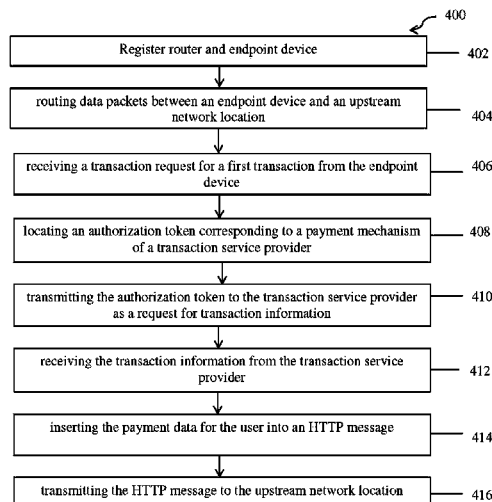 400
Register router and endpoint device
402
routing data packets between an endpoint device and an upstream
network location
404
receiving a transaction request for a first transaction from the endpoint
device
406
locating an authorization token corresponding to a payment mechanism
of a transaction service provider
408
transmitting the authorization token to the transaction service provider
as a request for transaction information
410
receiving the transaction information from the transaction service
provider
412
inserting the payment data for the user into an HTTP message
414
transmitting the HTTP message to the upstream network location
416